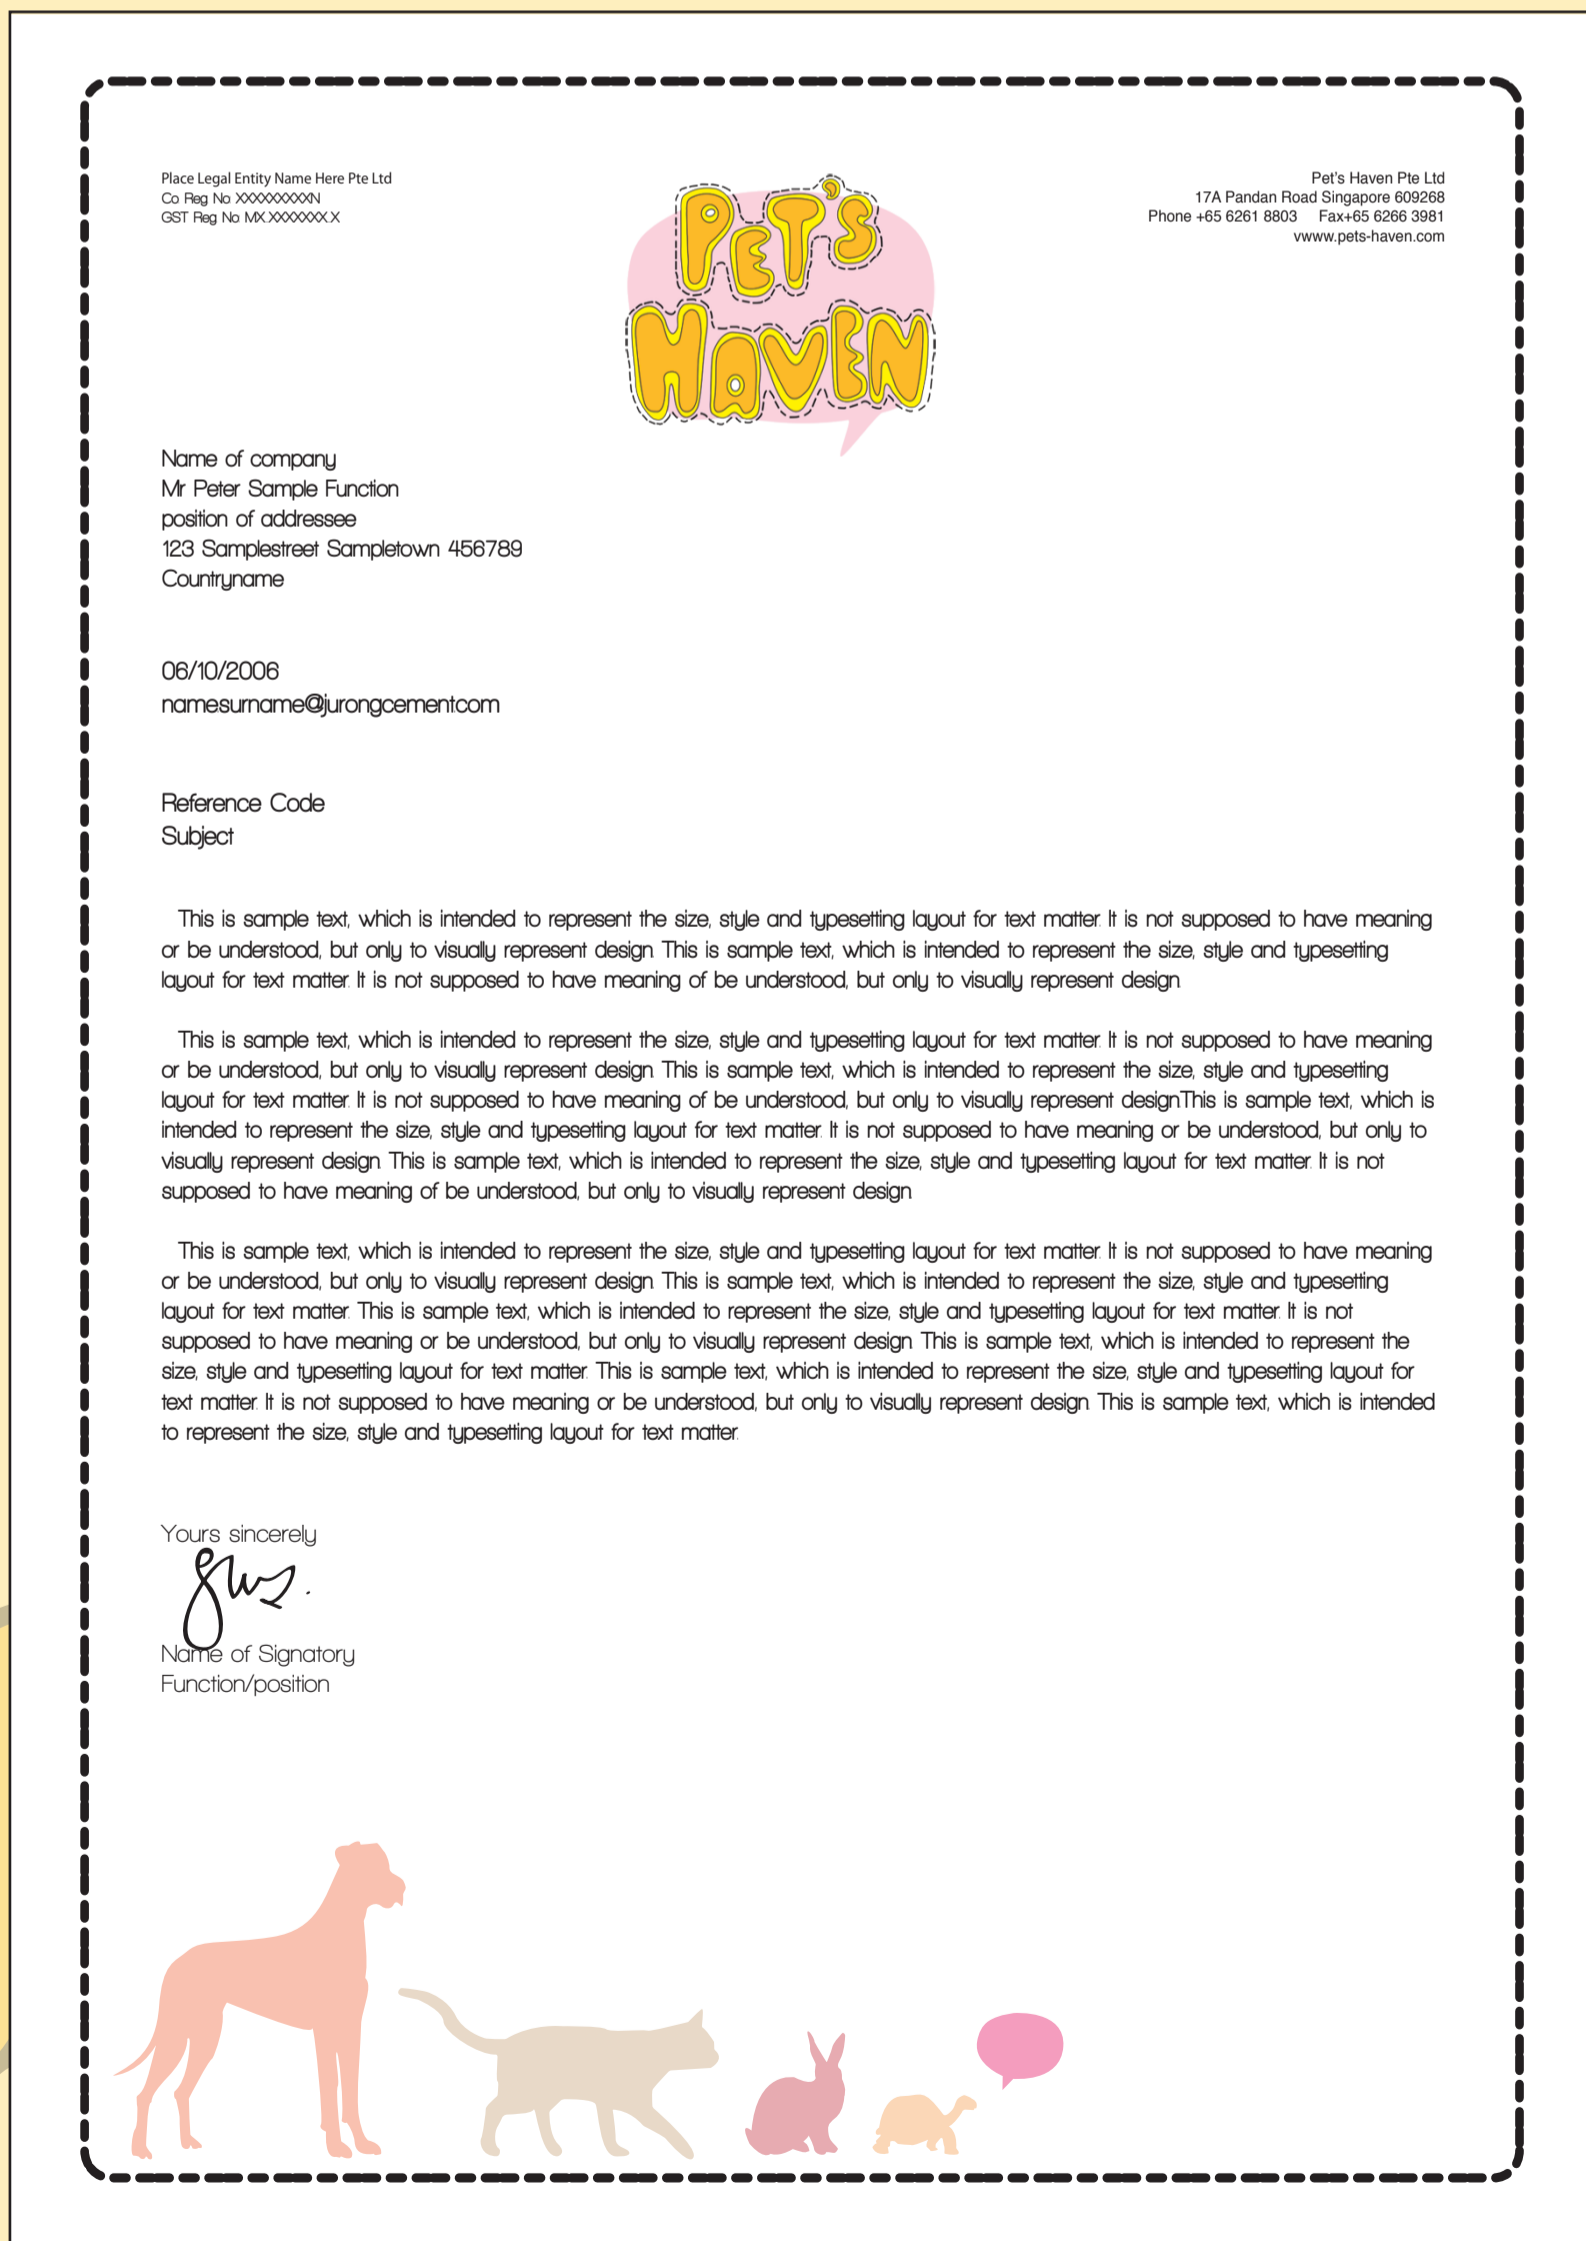 Place Legal Entity Name Here Pte Ltd
Co Reg No XXXXXXXXXN
GST Reg No MX.XXXXXXX.X
PET'S
HAVEN
Pet's Haven Pte Ltd
17A Pandan Road Singapore 609268
Phone +65 6261 8803 Fax+65 6266 3981
vwww.pets-haven.com
Name of company
Mr Peter Sample Function
position of addressee
123 Samplestreet Sampletown 456789
Countryname
06/10/2006
name.surname@jurongcement.com
Reference Code
Subject
This is sample text, which is intended to represent the size, style and typesetting layout for text matter. It is not supposed to have meaning
or be understood, but only to visually represent design. This is sample text, which is intended to represent the size, style and typesetting
layout for text matter. It is not supposed to have meaning of be understood, but only to visually represent design.
This is sample text, which is intended to represent the size, style and typesetting layout for text matter. It is not supposed to have meaning
or be understood, but only to visually represent design. This is sample text, which is intended to represent the size, style and typesetting
layout for text matter. It is not supposed to have meaning of be understood, but only to visually represent design.This is sample text, which is
intended to represent the size, style and typesetting layout for text matter. It is not supposed to have meaning or be understood, but only to
visually represent design. This is sample text, which is intended to represent the size, style and typesetting layout for text matter. It is not
supposed to have meaning of be understood, but only to visually represent design.
This is sample text, which is intended to represent the size, style and typesetting layout for text matter. It is not supposed to have meaning
or be understood, but only to visually represent design. This is sample text, which is intended to represent the size, style and typesetting
layout for text matter. This is sample text, which is intended to represent the size, style and typesetting layout for text matter. It is not
supposed to have meaning or be understood, but only to visually represent design. This is sample text, which is intended to represent the
size, style and typesetting layout for text matter. This is sample text, which is intended to represent the size, style and typesetting layout for
text matter. It is not supposed to have meaning or be understood, but only to visually represent design. This is sample text, which is intended
to represent the size, style and typesetting layout for text matter.
Yours sincerely
Name of Signatory
Function/position